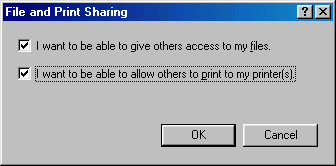 File and Print Sharing
I want to be able to give others access to my files.
I want to be able to allow others to print to my printer(s).
OK
Cancel